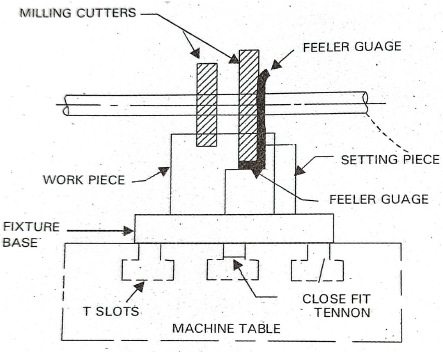 MILLING CUTTERS
FEELER GUAGE
SETTING PIECE
WORK PIECE
FEELER GUAGE
FIXTURE
BASE
T SLOTS
CLOSE FIT
TENNON
MACHINE TABLE